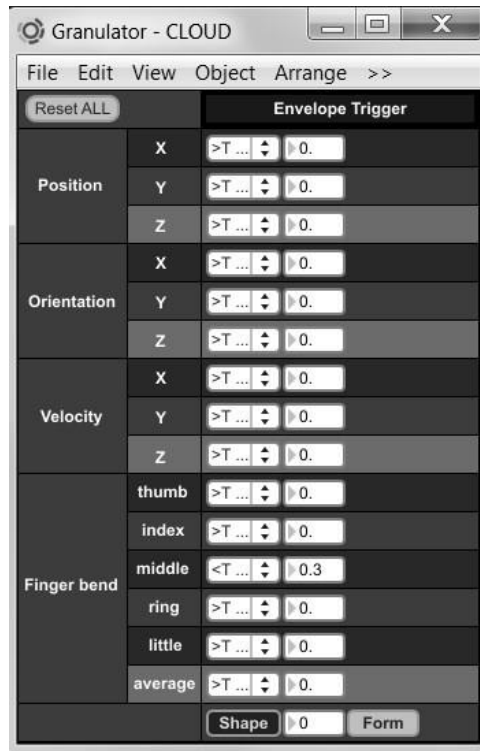 Granulator - CLOUD
File Edit View Object Arrange >>
Reset ALL Envelope Trigger
X >T ... 0.
Position Y >T ... 0.
Z >T ... 0.
X >T ... 0.
Orientation Y >T ... 0.
Z >T ... 0.
X >T ... 0.
Velocity Y >T ... 0.
Z >T ... 0.
thumb >T ... 0.
index >T ... 0.
Finger bend middle <T ... 0.3
ring >T ... 0.
little >T ... 0.
average >T ... 0.
Shape 0 Form